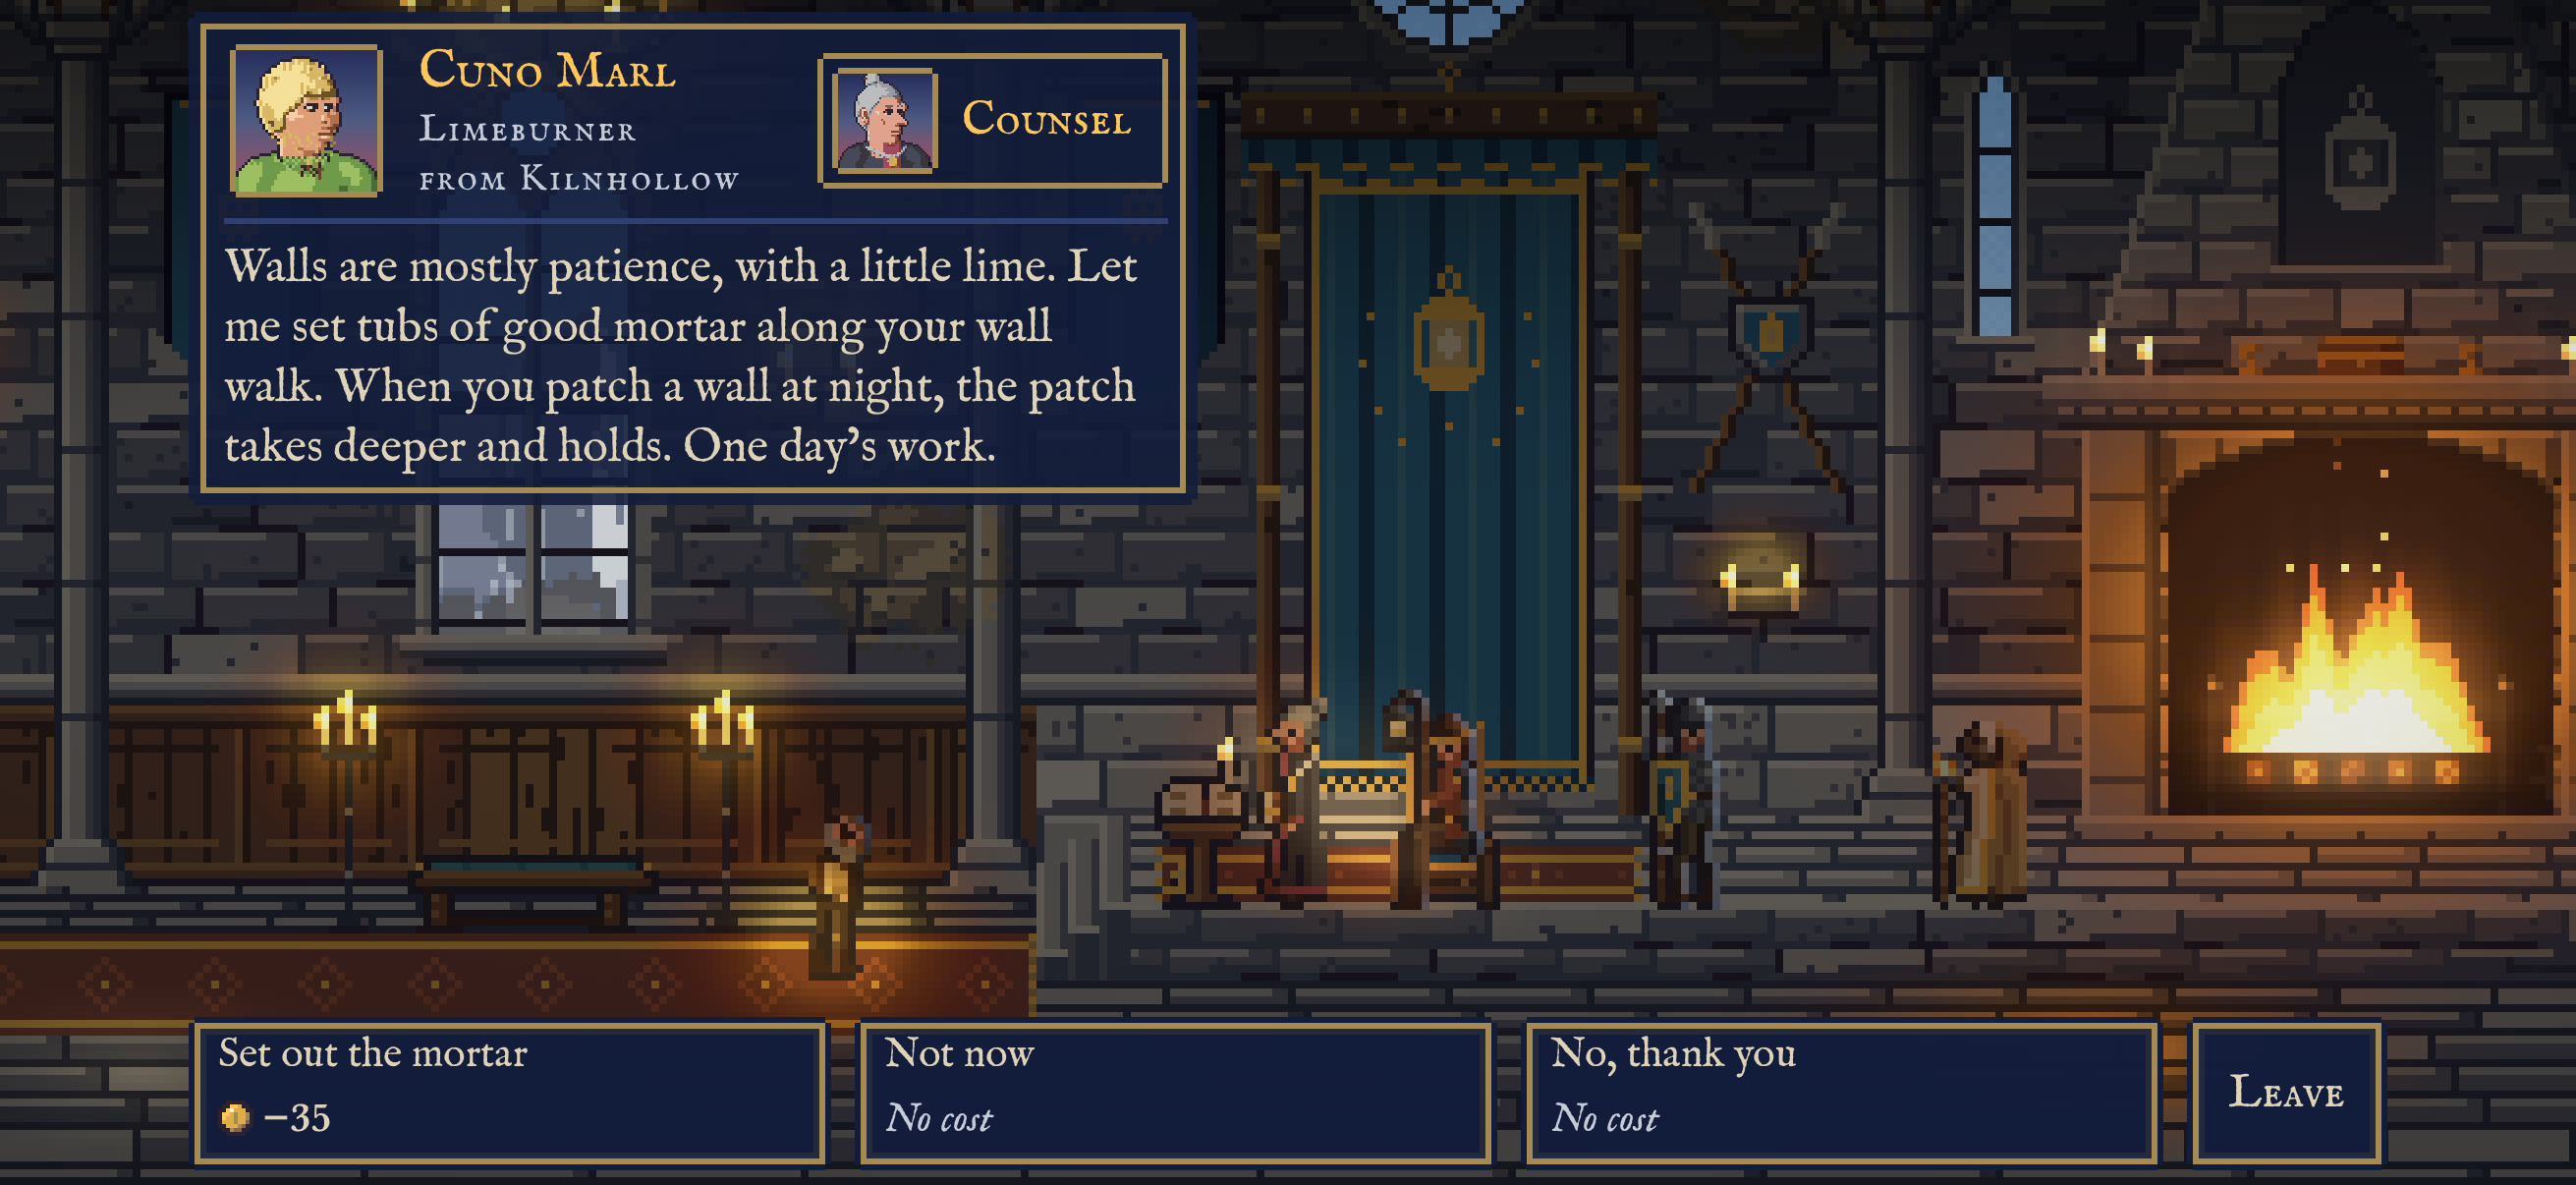 Cuno Marl
Limeburner
from Kilnhollow
Counsel
Walls are mostly patience, with a little lime. Let
me set tubs of good mortar along your wall
walk. When you patch a wall at night, the patch
takes deeper and holds. One day’s work.
Set out the mortar
−35
Not now
No cost
No, thank you
No cost
Leave